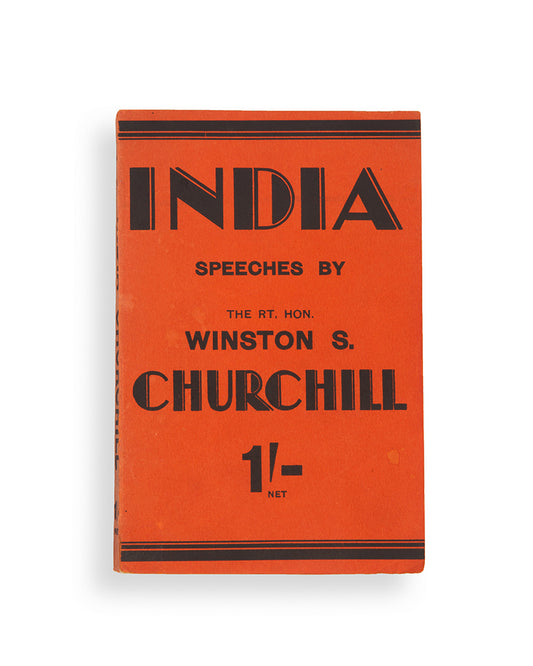 INDIA
SPEECHES BY
THE RT. HON.
WINSTON S.
CHURCHILL
1/-
NET